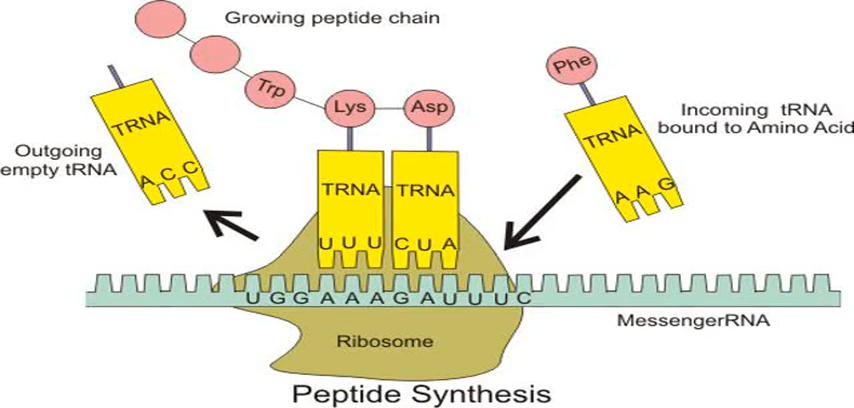 Growing peptide chain
Trp
Lys
Asp
Phe
TRNA
Outgoing
empty tRNA
A C C
TRNA
TRNA
TRNA
Incoming tRNA
bound to Amino Acid
A A G
U U U
C U A
U G G A A A G A U U U C
MessengerRNA
Ribosome
Peptide Synthesis